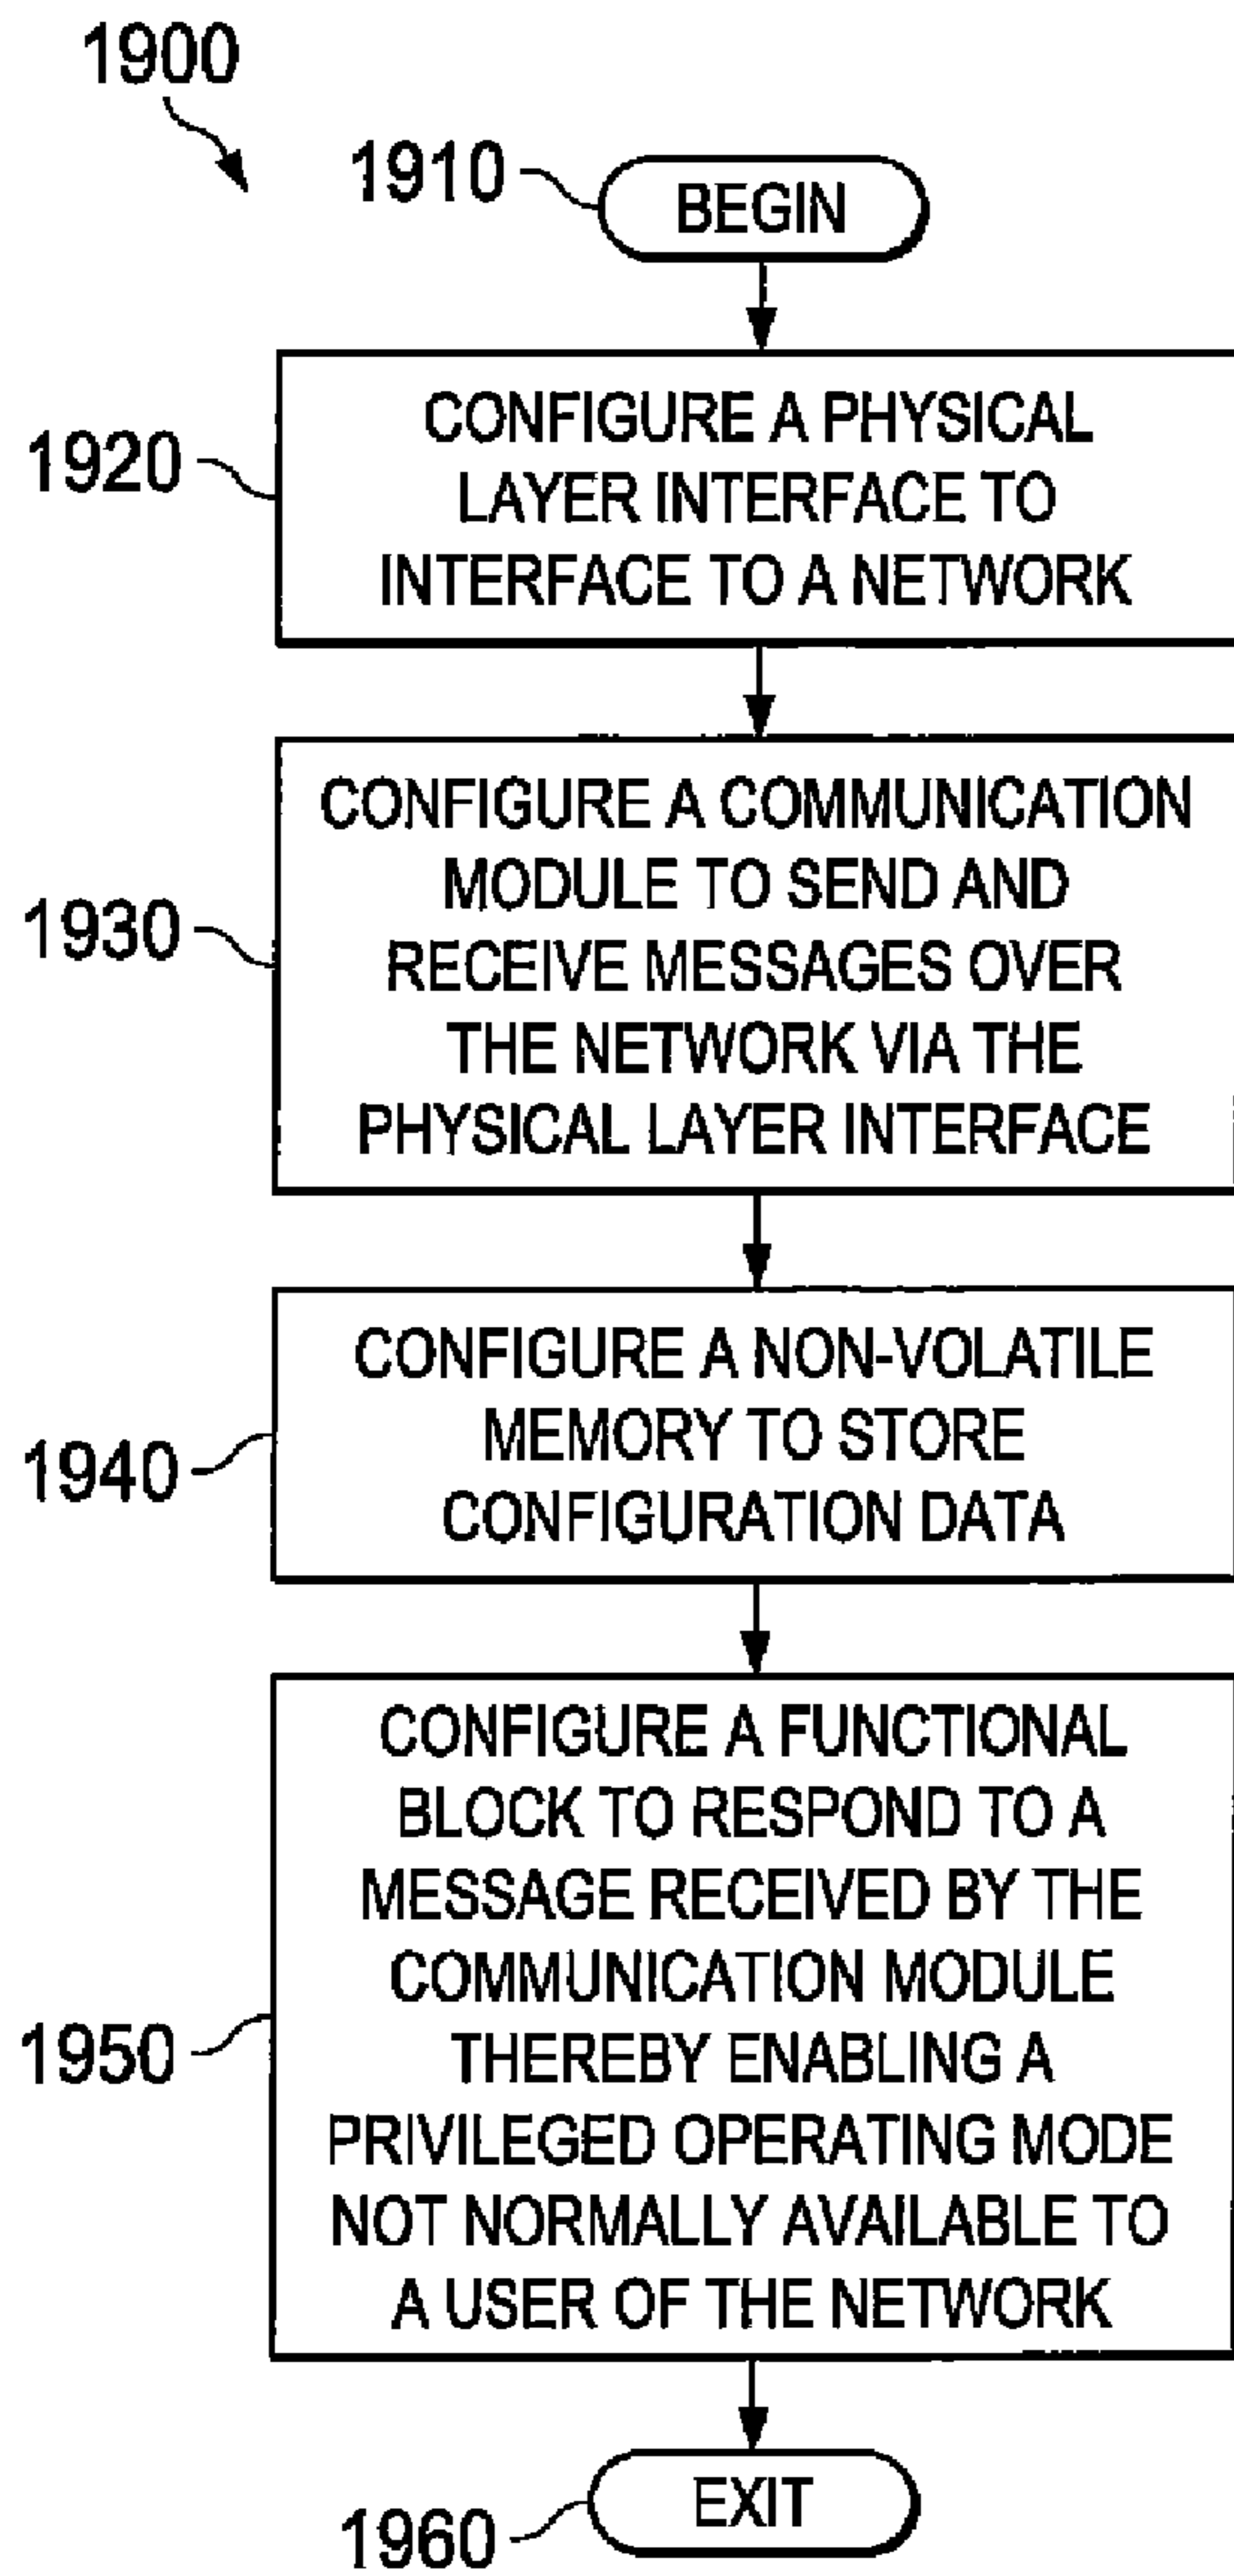 1900
1910
BEGIN
1920
CONFIGURE A PHYSICAL
LAYER INTERFACE TO
INTERFACE TO A NETWORK
1930
CONFIGURE A COMMUNICATION
MODULE TO SEND AND
RECEIVE MESSAGES OVER
THE NETWORK VIA THE
PHYSICAL LAYER INTERFACE
1940
CONFIGURE A NON-VOLATILE
MEMORY TO STORE
CONFIGURATION DATA
1950
CONFIGURE A FUNCTIONAL
BLOCK TO RESPOND TO A
MESSAGE RECEIVED BY THE
COMMUNICATION MODULE
THEREBY ENABLING A
PRIVILEGED OPERATING MODE
NOT NORMALLY AVAILABLE TO
A USER OF THE NETWORK
1960
EXIT